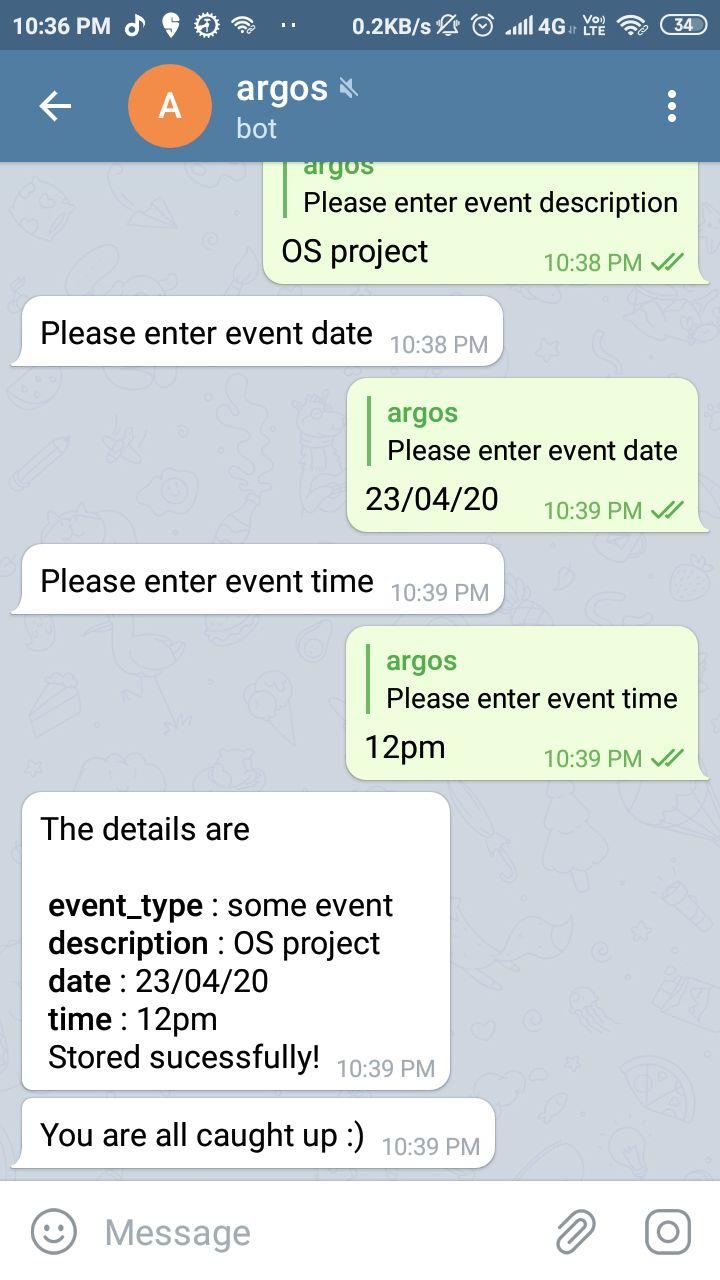 10:36 PM
0.2KB/s
4G
Vo))
LTE
34
A
argos
bot
argos
Please enter event description
OS project
10:38 PM
Please enter event date
10:38 PM
argos
Please enter event date
23/04/20
10:39 PM
Please enter event time
10:39 PM
argos
Please enter event time
12pm
10:39 PM
The details are
event_type : some event
description : OS project
date : 23/04/20
time : 12pm
Stored sucessfully!
10:39 PM
You are all caught up :)
10:39 PM
Message